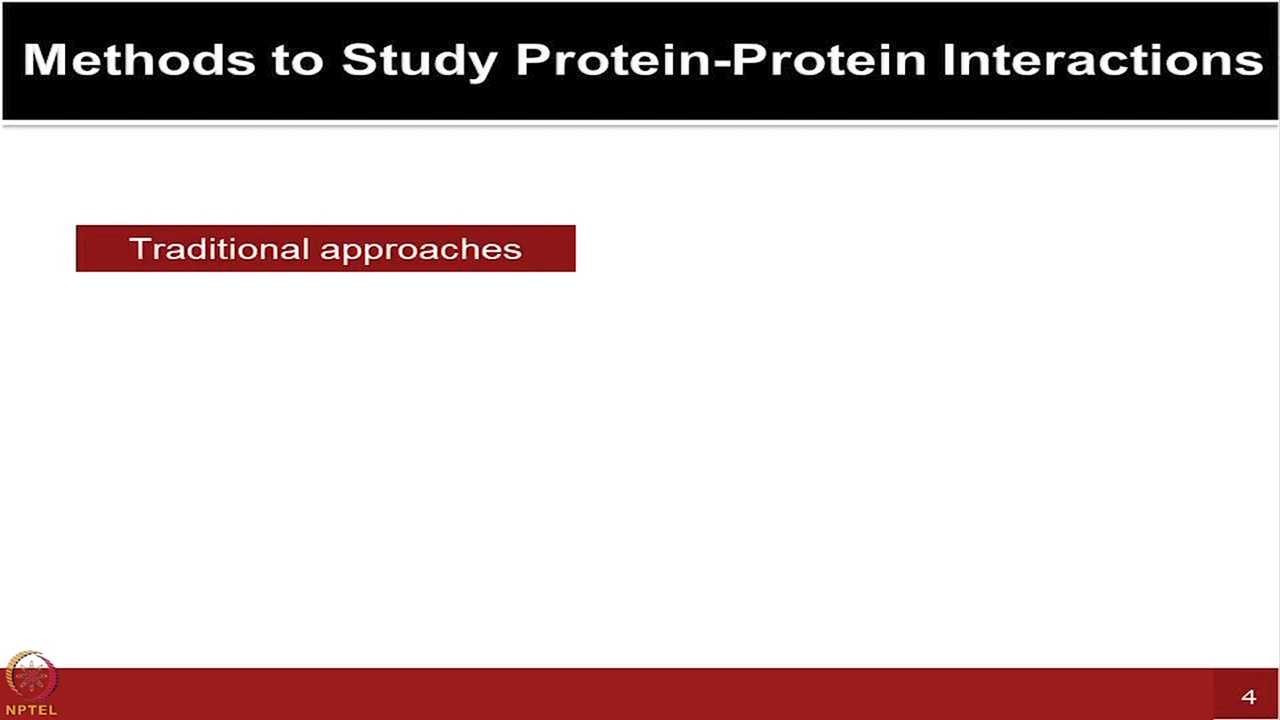 Methods to Study Protein-Protein Interactions
Traditional approaches
NPTEL
4